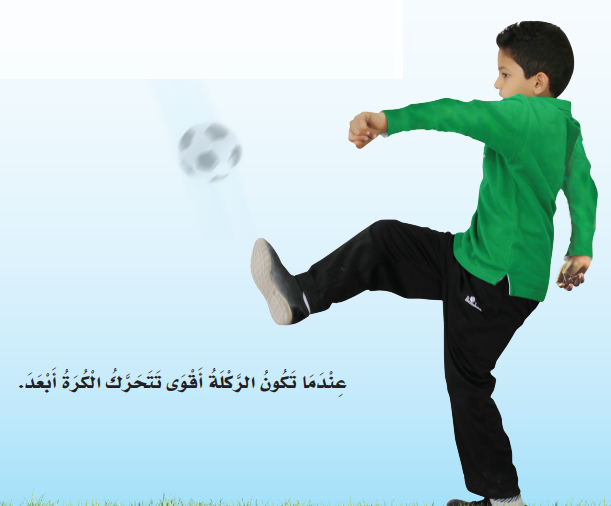 عِنْدَمَا تَكُونُ الرَّكْلَةُ أَقْوَى تَتَحَرَّكُ الْكُرَةُ أَبْعَدَ.